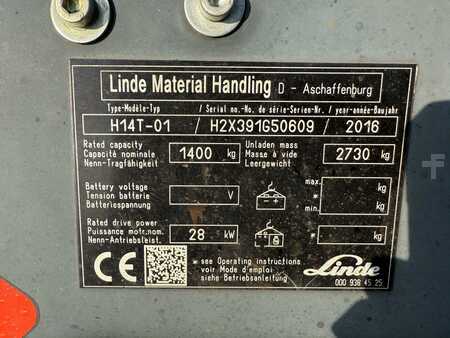 Linde Material Handling D - Aschaffenburg
Type-Modèle-Typ / Serial no.-No. de série-Serien-Nr. / year-année-Baujahr
H14T-01 / H2X391G50609 / 2016
Rated capacity
Capacité nominale
Nenn-Tragfähigkeit
1400 kg
Unladen mass
Masse à vide
Leergewicht
2730 kg
Battery voltage
Tension batterie
Batteriespannung
V
max. kg
*
min. kg
Rated drive power
Puissance mot.nom.
Nenn-Antriebsleist.
28 kW
* kg
CE
* see Operating instructions
voir Mode d'emploi
siehe Betriebsanleitung
Linde
000 938 45 25